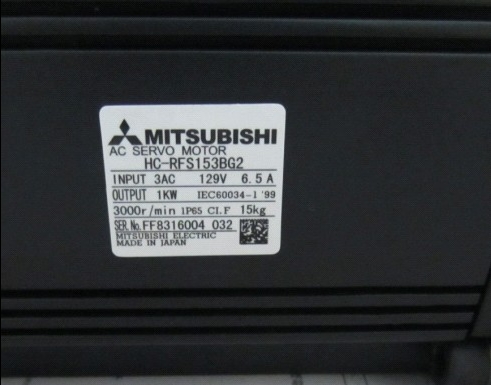 MITSUBISHI
AC SERVO MOTOR
HC-RFS153BG2
INPUT 3AC 129V 6.5A
OUTPUT 1KW IEC60034-1 '99
3000r/min IP65 CI.F 15kg
SER.No.FF8316004 032
MITSUBISHI ELECTRIC
MADE IN JAPAN